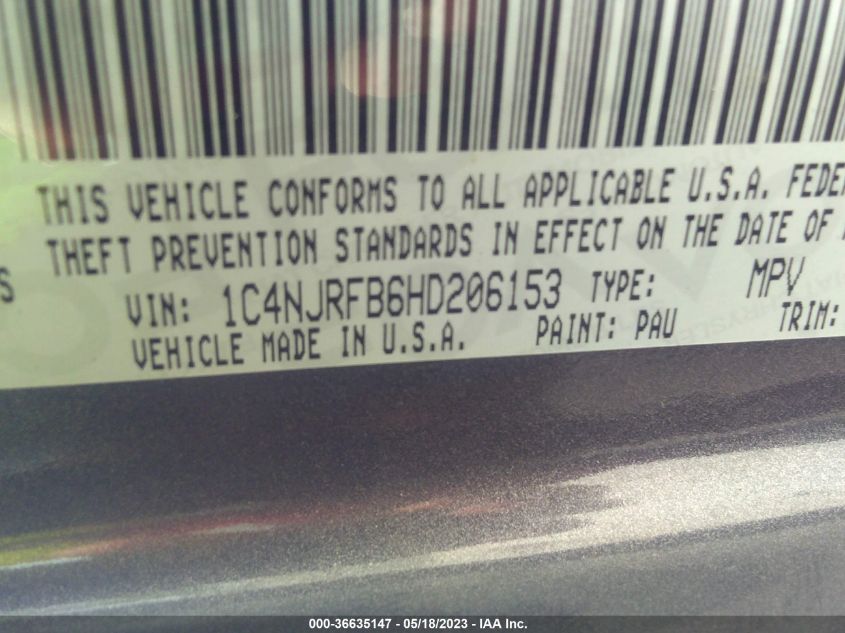 THIS VEHICLE CONFORMS TO ALL APPLICABLE U.S.A. FEDER
THEFT PREVENTION STANDARDS IN EFFECT ON THE DATE OF
S
VIN: 1C4NJRFB6HD206153 TYPE: MPV
VEHICLE MADE IN U.S.A. PAINT: PAU TRIM:
000-36635147 - 05/18/2023 - IAA Inc.